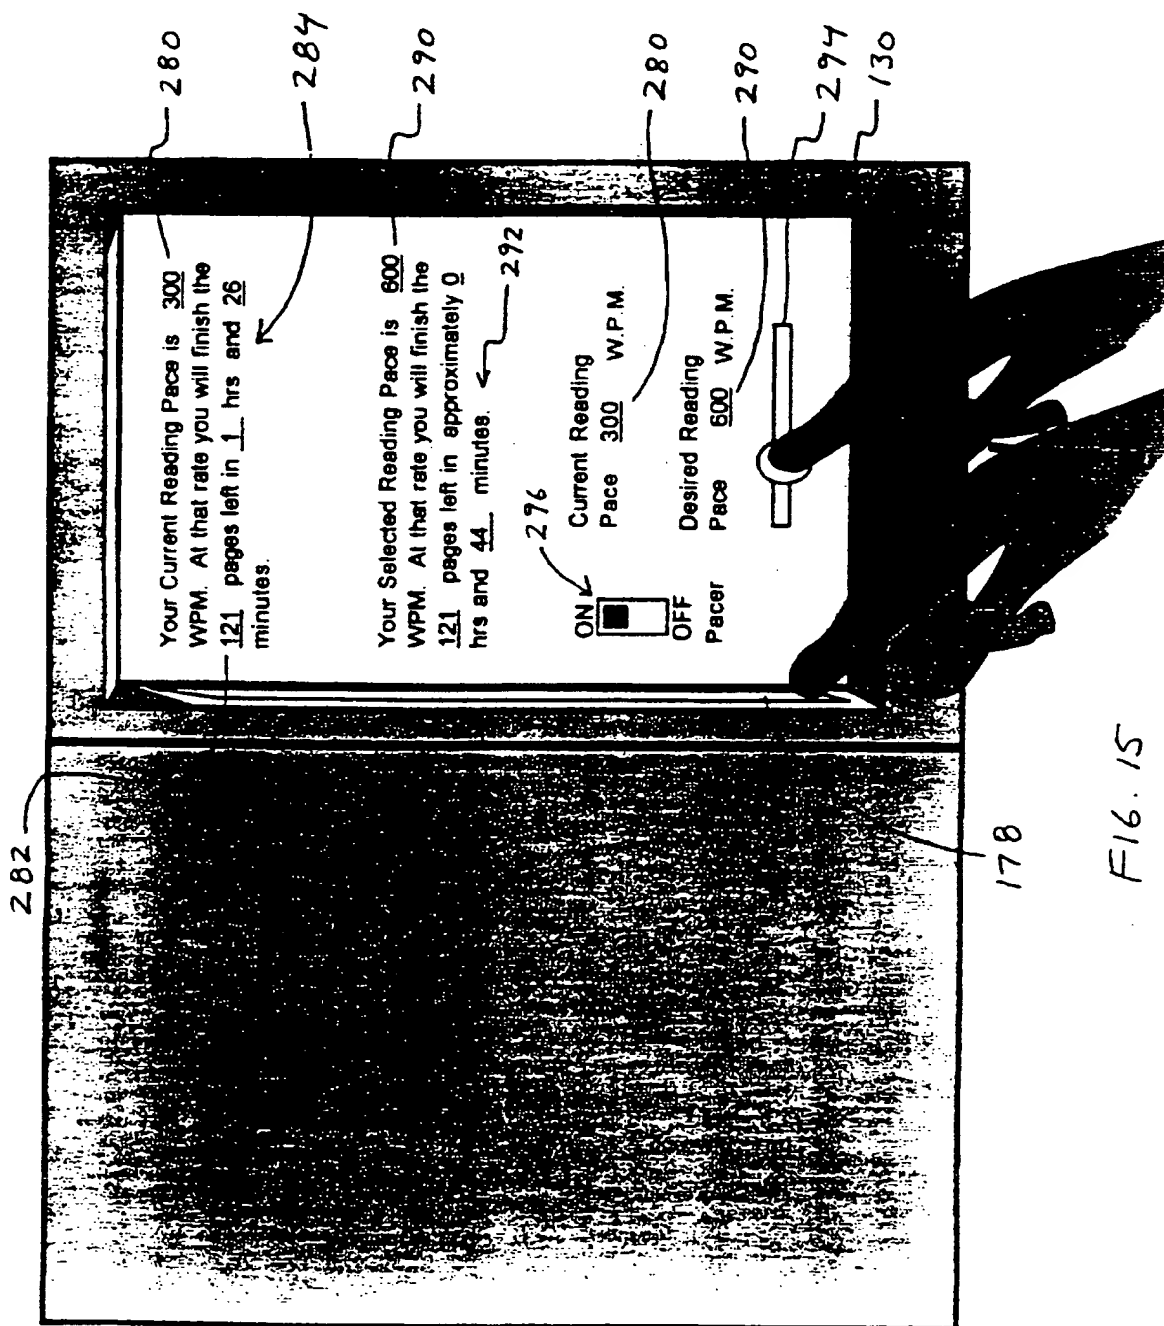 Your Current Reading Pace is 300
WPM. At that rate you will finish the
121 pages left in 1 hrs and 26
minutes.
Your Selected Reading Pace is 600
WPM. At that rate you will finish the
121 pages left in approximately 0
hrs and 44 minutes.
ON
OFF
Pacer
Current Reading
Pace 300 W.P.M.
Desired Reading
Pace 600 W.P.M.
280
284
290
292
296
280
290
294
130
282
178
FIG. 15